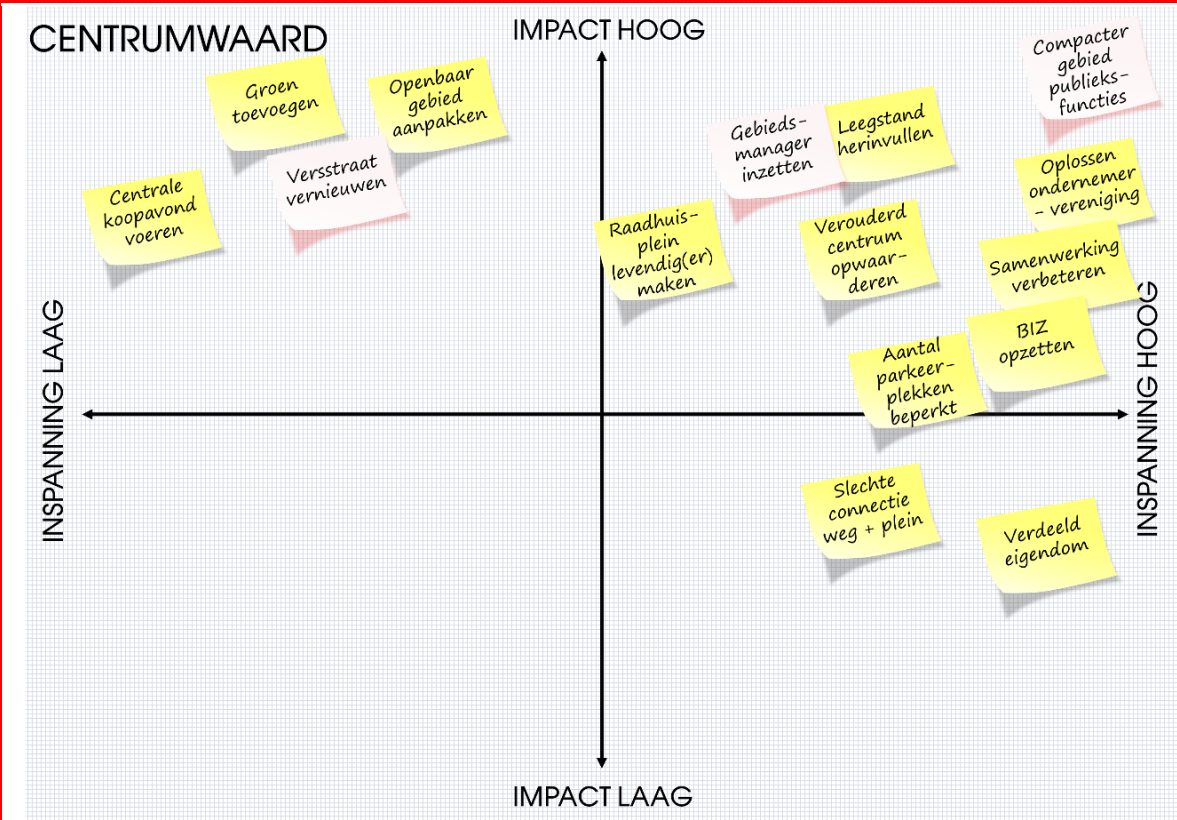 CENTRUMWAARD
IMPACT HOOG
Groen
toevoegen
Openbaar
gebied
aanpakken
Centrale
koopavond
voeren
Versstraat
vernieuwen
Compacter
gebied
publieks-
functies
Gebieds-
manager
inzetten
Leegstand
herinvullen
Oplossen
ondernemer
- vereniging
Raadhuis-
plein
levendig(er)
maken
Verouderd
centrum
opwaar-
deren
Samenwerking
verbeteren
BIZ
opzetten
Aantal
parkeer-
plekken
beperkt
INSPANNING LAAG
INSPANNING HOOG
Slechte
connectie
weg + plein
Verdeeld
eigendom
IMPACT LAAG